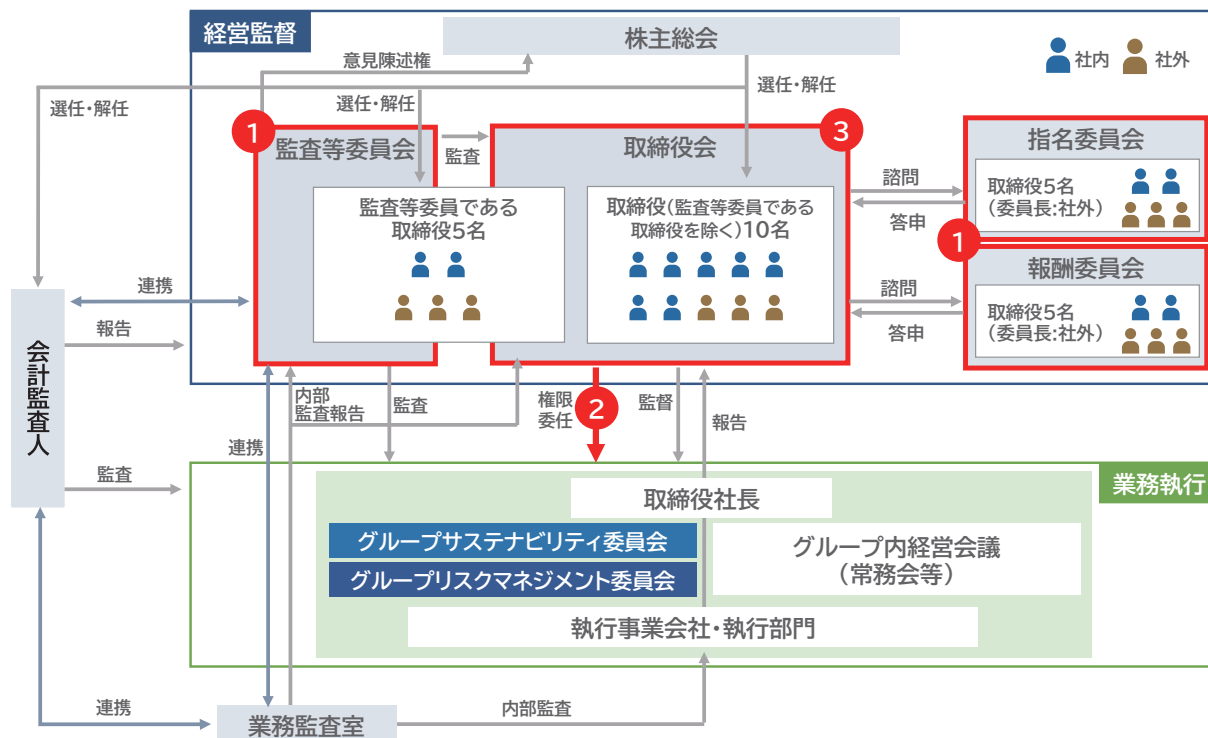 経営監督
株主総会
社内
社外
意見陳述権
選任・解任
選任・解任
選任・解任
1
監査等委員会
監査
取締役会
3
指名委員会
取締役5名
(委員長:社外)
諮問
答申
監査等委員である
取締役5名
取締役(監査等委員である
取締役を除く)10名
1
報酬委員会
取締役5名
(委員長:社外)
諮問
答申
連携
報告
会計監査人
内部
監査報告
監査
権限
委任
2
監督
報告
連携
監査
業務執行
取締役社長
グループサステナビリティ委員会
グループリスクマネジメント委員会
グループ内経営会議
(常務会等)
執行事業会社・執行部門
連携
業務監査室
内部監査